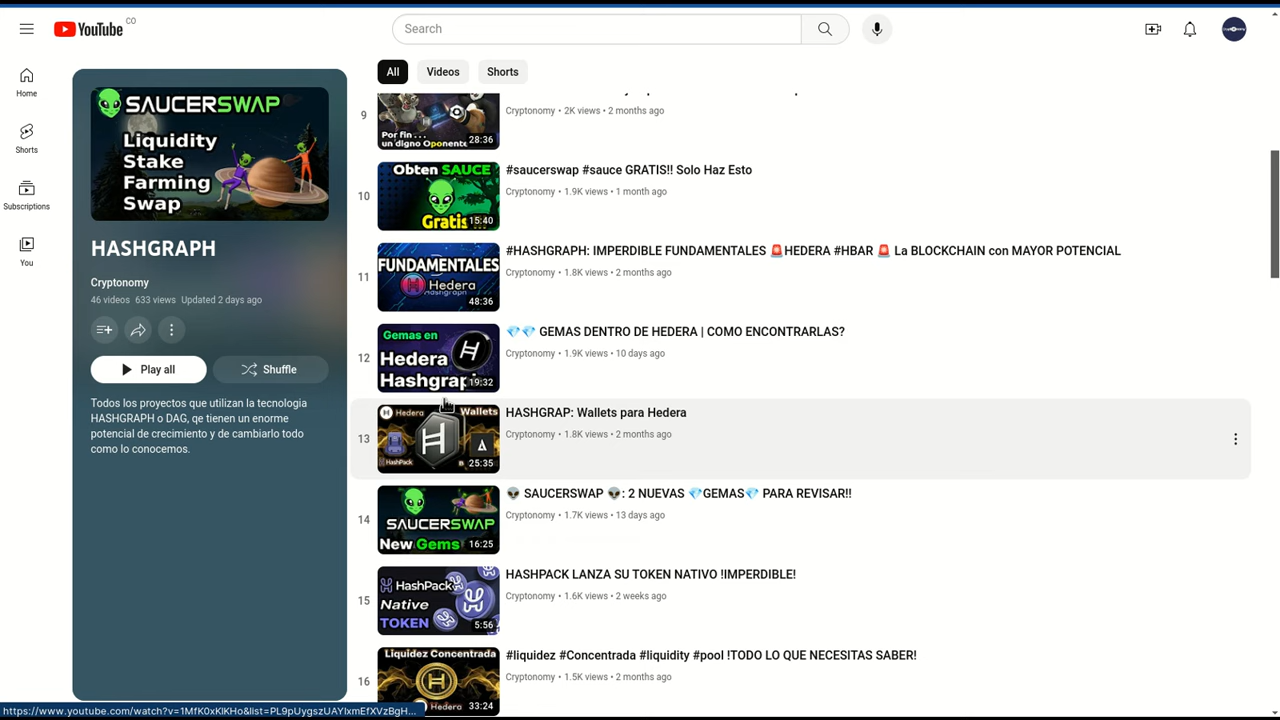 YouTube CO
Search
Home
Shorts
Subscriptions
You
SAUCERSWAP
Liquidity
Stake
Farming
Swap
HASHGRAPH
Cryptonomy
46 videos 633 views Updated 2 days ago
Play all
Shuffle
Todos los proyectos que utilizan la tecnologia
HASHGRAPH o DAG, qe tienen un enorme
potencial de crecimiento y de cambiarlo todo
como lo conocemos.
All
Videos
Shorts
9
Por fin...
un digno Oponente
28:36
Cryptonomy • 2K views • 2 months ago
10
Obten SAUCE
Gratis
15:40
#saucerswap #sauce GRATIS!! Solo Haz Esto
Cryptonomy • 1.9K views • 1 month ago
11
FUNDAMENTALES
Hedera
Hashgraph
48:36
#HASHGRAPH: IMPERDIBLE FUNDAMENTALES 🚨HEDERA #HBAR 🚨 La BLOCKCHAIN con MAYOR POTENCIAL
Cryptonomy • 1.8K views • 2 months ago
12
Gemas en
Hedera
Hashgraph
19:32
💎💎 GEMAS DENTRO DE HEDERA | COMO ENCONTRARLAS?
Cryptonomy • 1.9K views • 10 days ago
13
Hedera Wallets
HashPack
25:35
HASHGRAP: Wallets para Hedera
Cryptonomy • 1.8K views • 2 months ago
14
SAUCERSWAP
New Gems
16:25
👽 SAUCERSWAP 👽: 2 NUEVAS 💎GEMAS💎 PARA REVISAR!!
Cryptonomy • 1.7K views • 13 days ago
15
HashPack
Native
TOKEN
5:56
HASHPACK LANZA SU TOKEN NATIVO !IMPERDIBLE!
Cryptonomy • 1.6K views • 2 weeks ago
16
Liquidez Concentrada
Hedera
33:24
#liquidez #Concentrada #liquidity #pool !TODO LO QUE NECESITAS SABER!
Cryptonomy • 1.5K views • 2 months ago
https://www.youtube.com/watch?v=1MfK0xKlKHo&list=PL9pUygszUAYIxmEfXVzBgH...